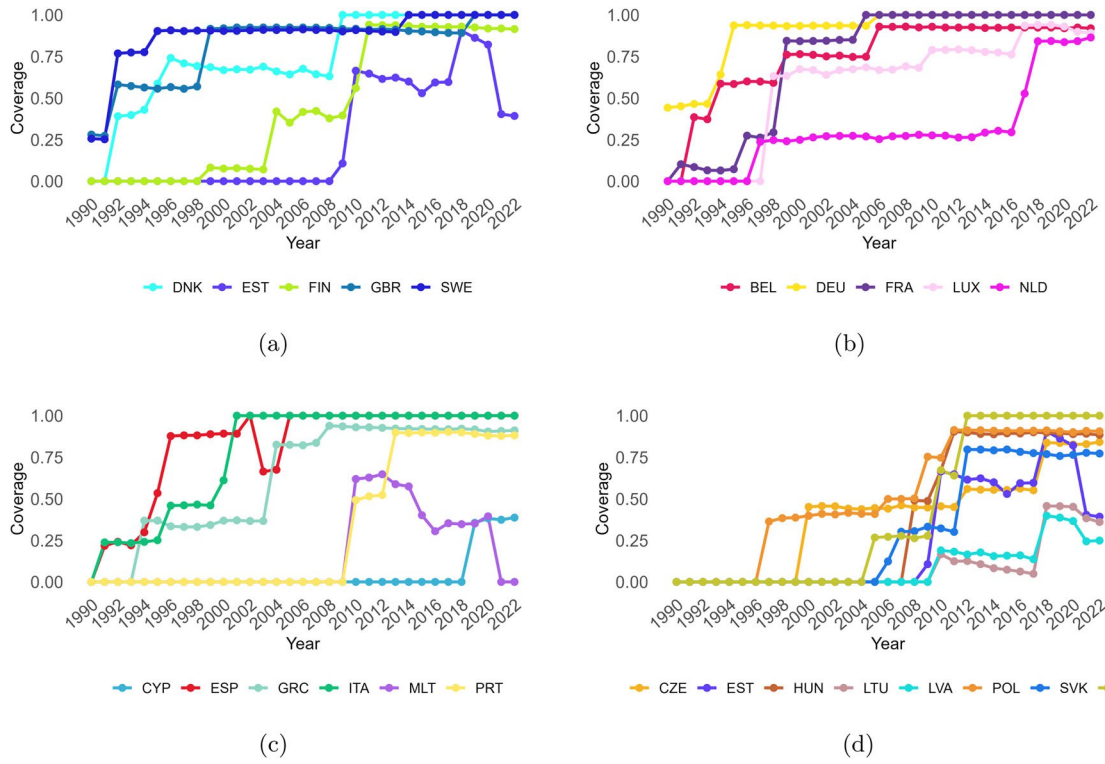 1.00
0.75
0.50
0.25
0.00
Coverage
1990 1992 1994 1996 1998 2000 2002 2004 2006 2008 2010 2012 2014 2016 2018 2020 2022
Year
DNK EST FIN GBR SWE
(a)
1.00
0.75
0.50
0.25
0.00
Coverage
1990 1992 1994 1996 1998 2000 2002 2004 2006 2008 2010 2012 2014 2016 2018 2020 2022
Year
BEL DEU FRA LUX NLD
(b)
1.00
0.75
0.50
0.25
0.00
Coverage
1990 1992 1994 1996 1998 2000 2002 2004 2006 2008 2010 2012 2014 2016 2018 2020 2022
Year
CYP ESP GRC ITA MLT PRT
(c)
1.00
0.75
0.50
0.25
0.00
Coverage
1990 1992 1994 1996 1998 2000 2002 2004 2006 2008 2010 2012 2014 2016 2018 2020 2022
Year
CZE EST HUN LTU LVA POL SVK
(d)